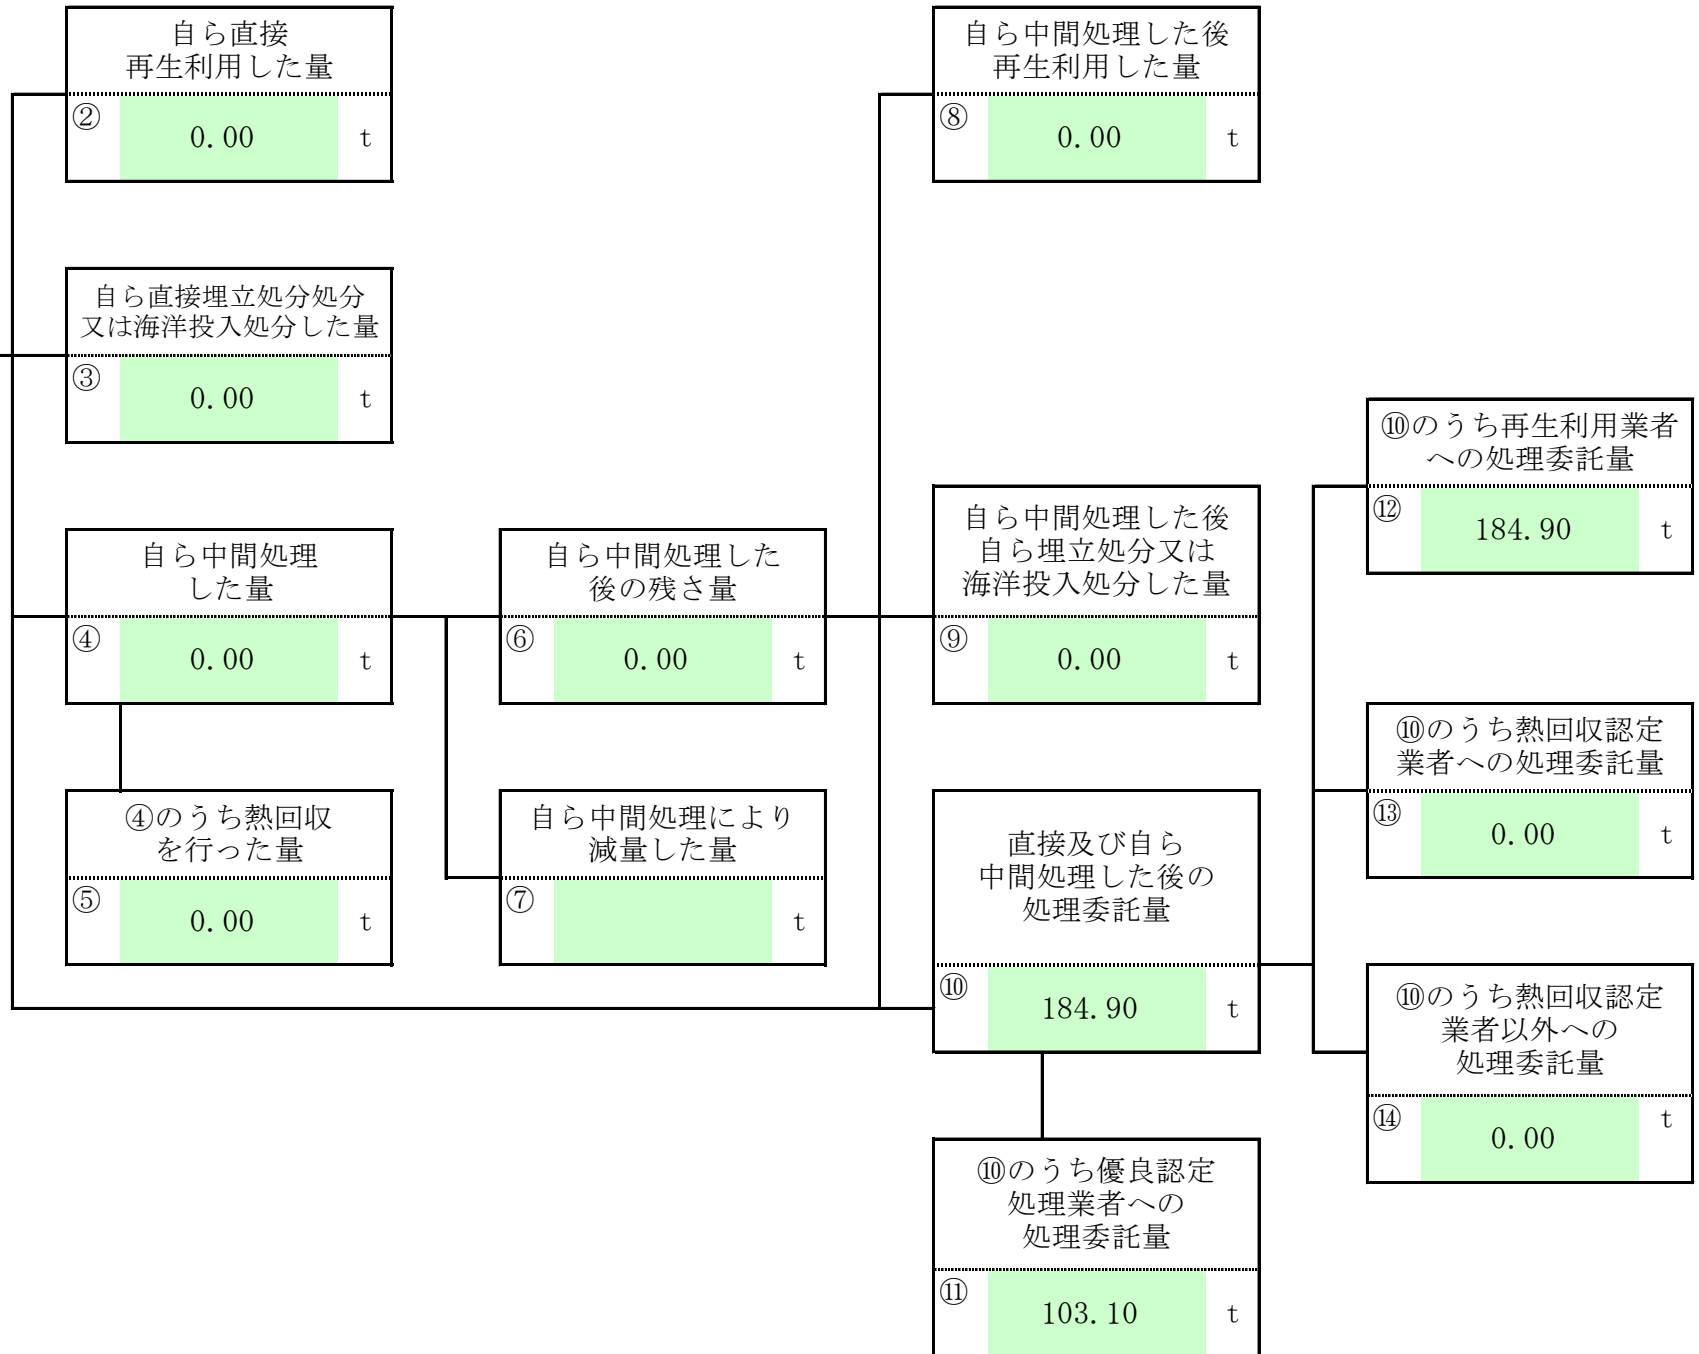 自ら直接
再生利用した量
② 0.00 t
自ら中間処理した後
再生利用した量
⑧ 0.00 t
自ら直接埋立処分処分
又は海洋投入処分した量
③ 0.00 t
⑩のうち再生利用業者
への処理委託量
⑫ 184.90 t
自ら中間処理
した量
④ 0.00 t
自ら中間処理した
後の残さ量
⑥ 0.00 t
自ら中間処理した後
自ら埋立処分又は
海洋投入処分した量
⑨ 0.00 t
⑩のうち熱回収認定
業者への処理委託量
⑬ 0.00 t
④のうち熱回収
を行った量
⑤ 0.00 t
自ら中間処理により
減量した量
⑦ t
直接及び自ら
中間処理した後の
処理委託量
⑩ 184.90 t
⑩のうち熱回収認定
業者以外への
処理委託量
⑭ 0.00 t
⑩のうち優良認定
処理業者への
処理委託量
⑪ 103.10 t